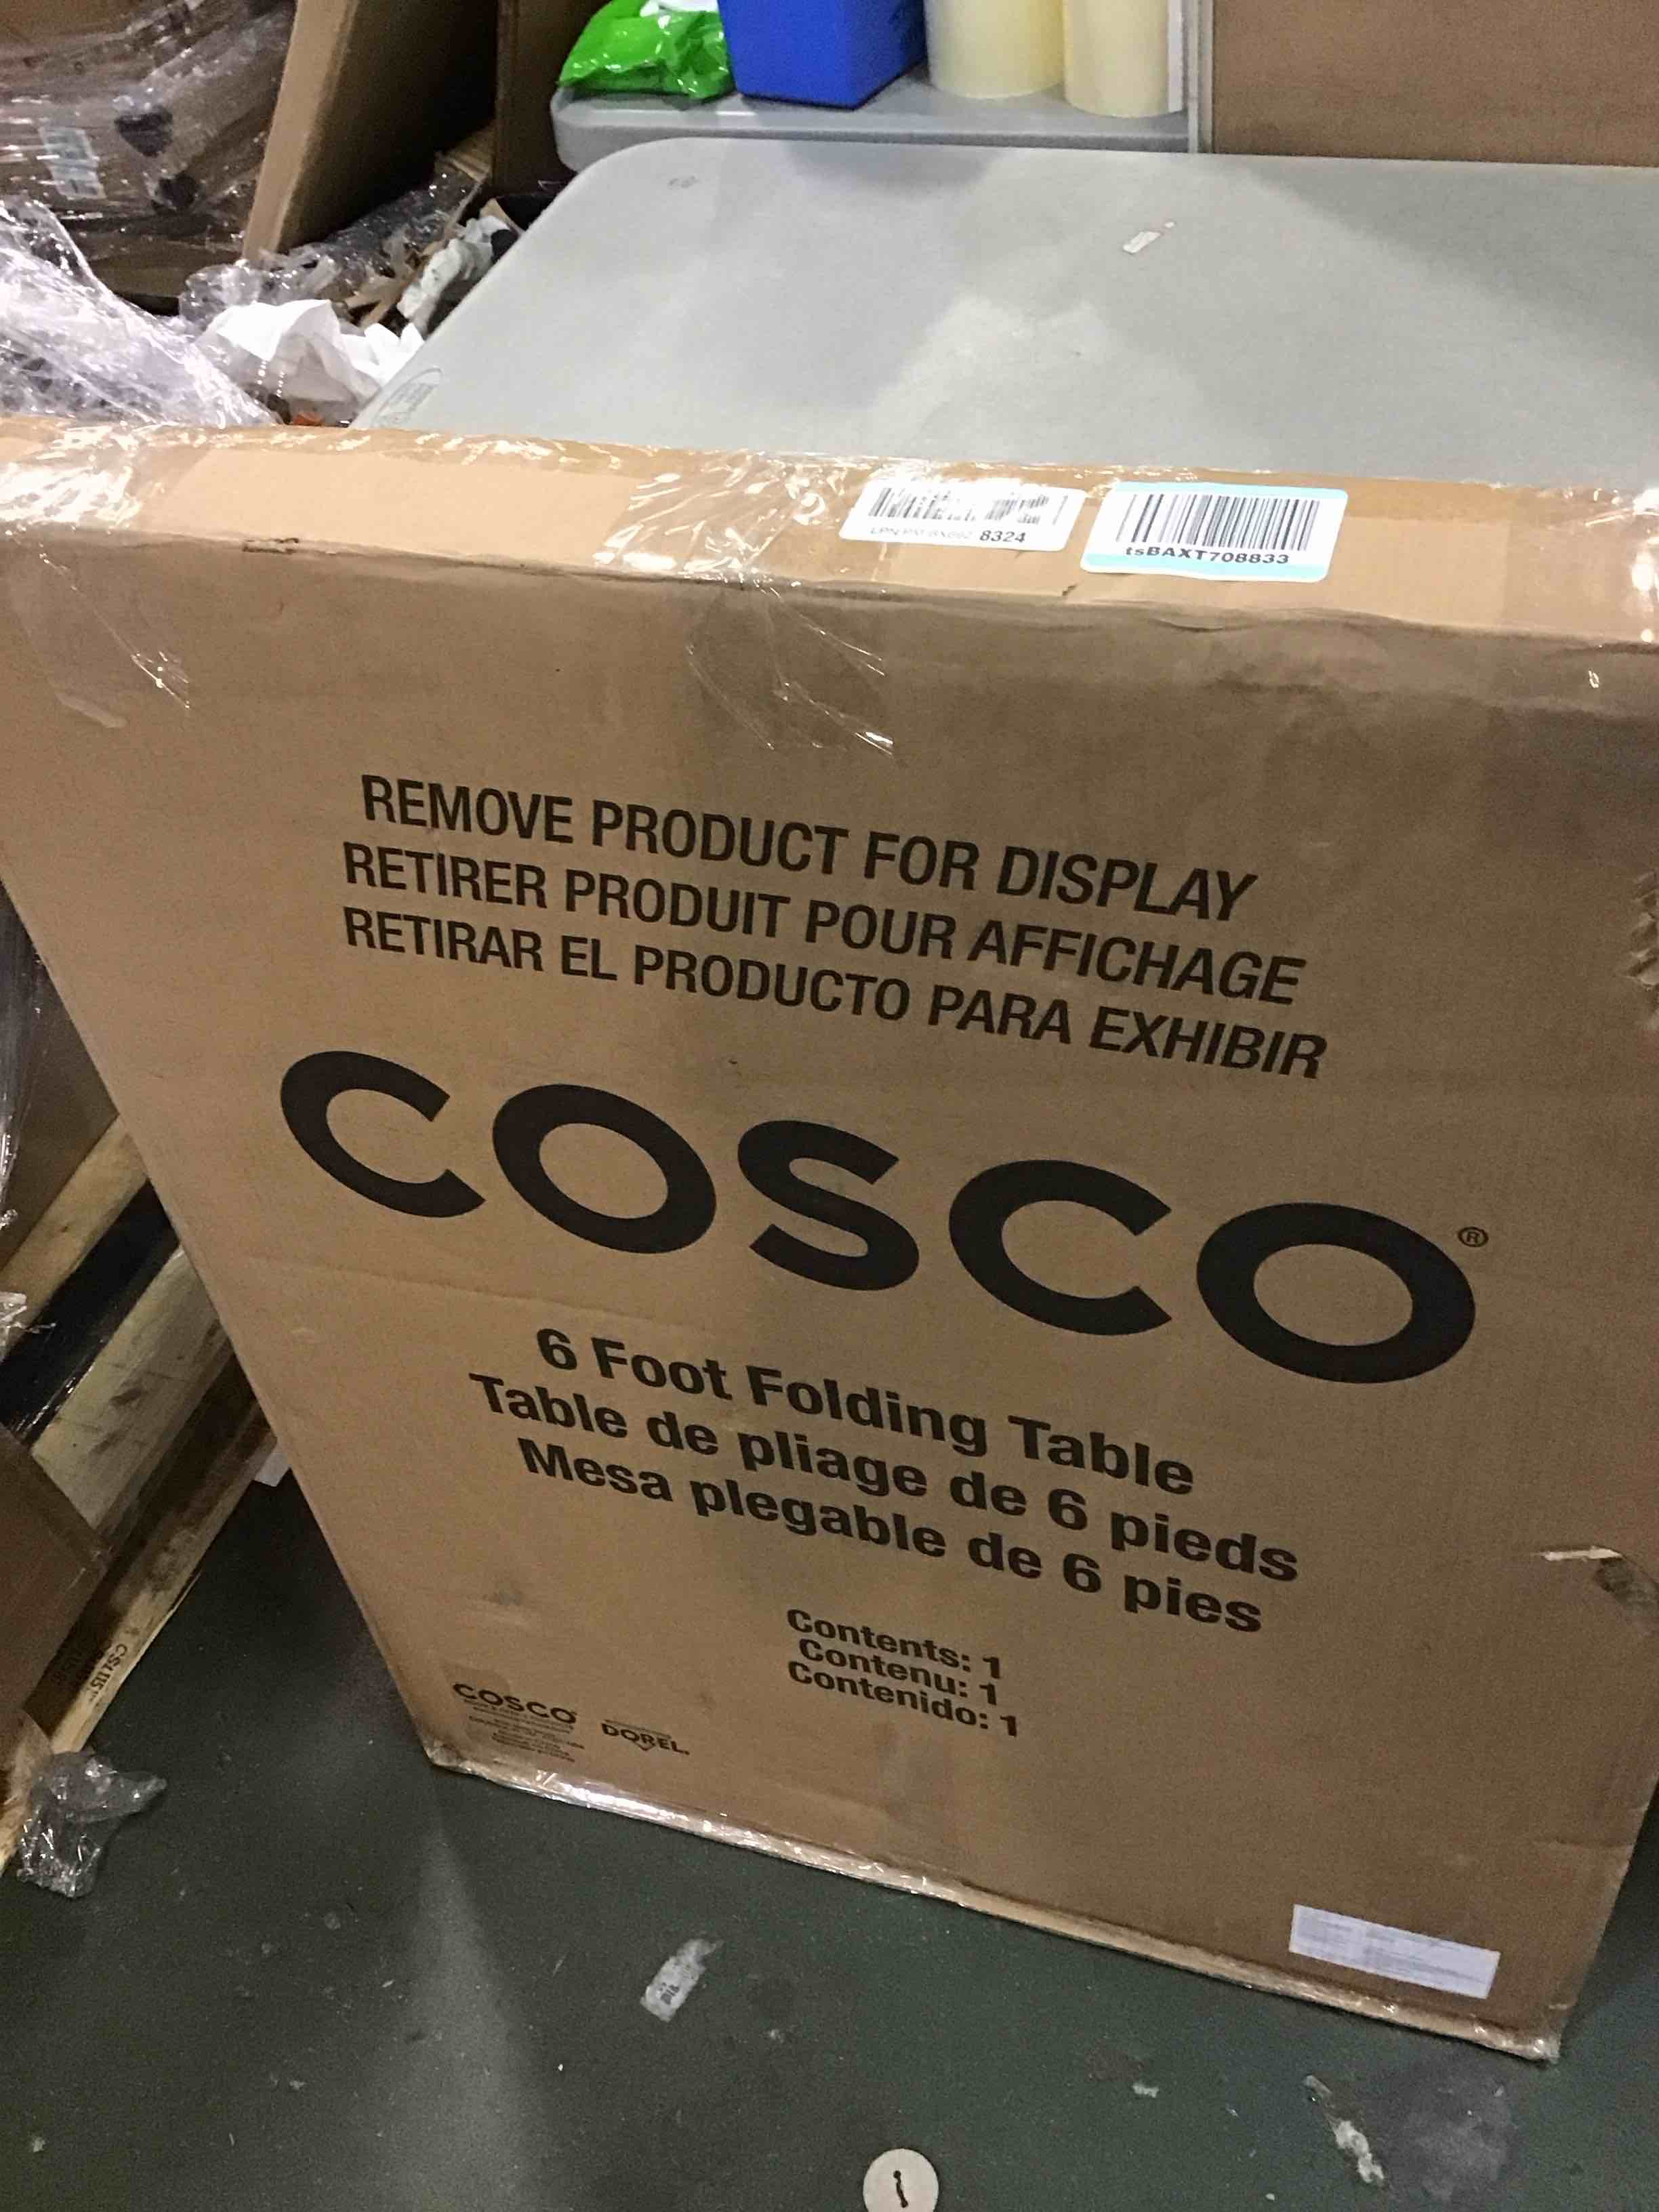 8324
tsBAXT708833
REMOVE PRODUCT FOR DISPLAY
RETIRER PRODUIT POUR AFFICHAGE
RETIRAR EL PRODUCTO PARA EXHIBIR
COSCO®
6 Foot Folding Table
Table de pliage de 6 pieds
Mesa plegable de 6 pies
Contents: 1
Contenu: 1
Contenido: 1
COSCO
DOREL